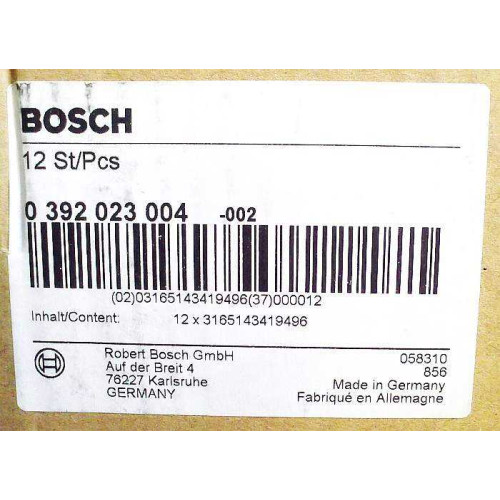 BOSCH
12 St/Pcs
0 392 023 004 -002
(02)03165143419496(37)000012
Inhalt/Content: 12 x 3165143419496
Robert Bosch GmbH 058310
Auf der Breit 4 856
76227 Karlsruhe Made in Germany
GERMANY Fabriqué en Allemagne